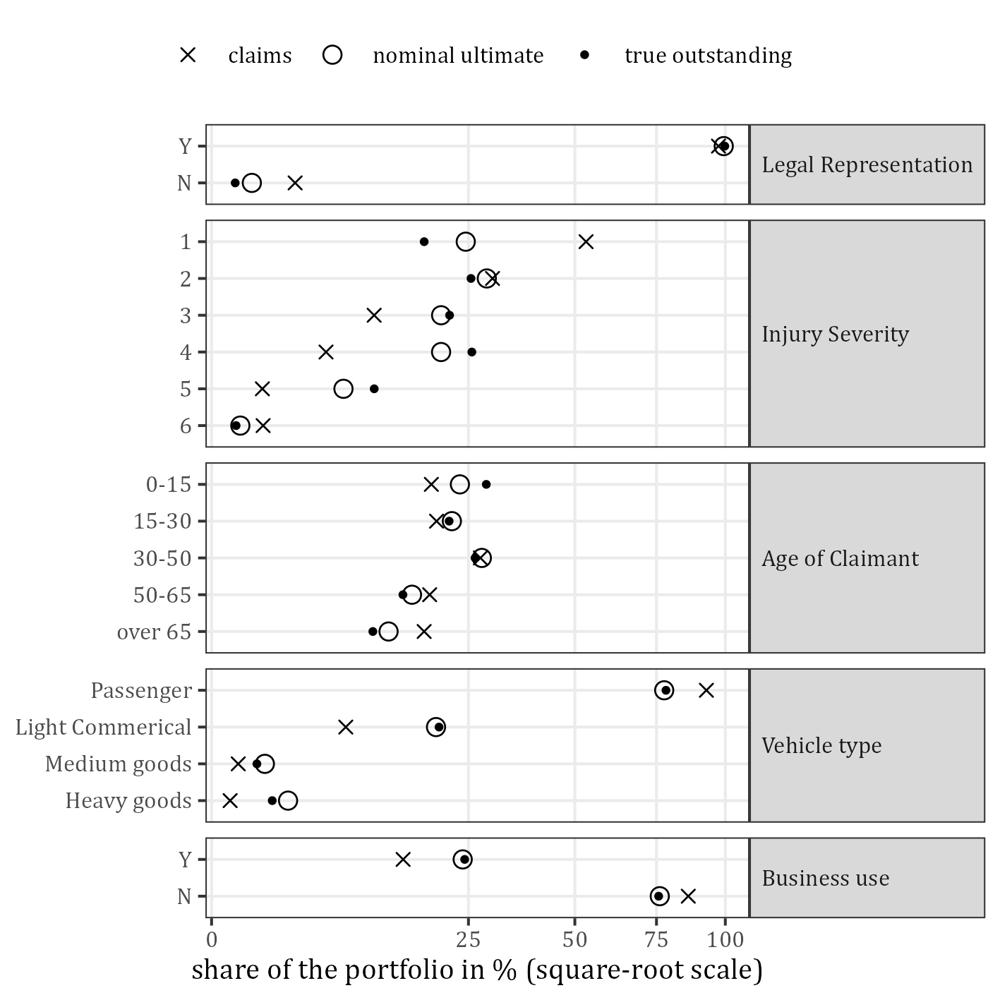 claims nominal ultimate true outstanding
Y
N
Legal Representation
1
2
3
4
5
6
Injury Severity
0-15
15-30
30-50
50-65
over 65
Age of Claimant
Passenger
Light Commerical
Medium goods
Heavy goods
Vehicle type
Y
N
Business use
0 25 50 75 100
share of the portfolio in % (square-root scale)